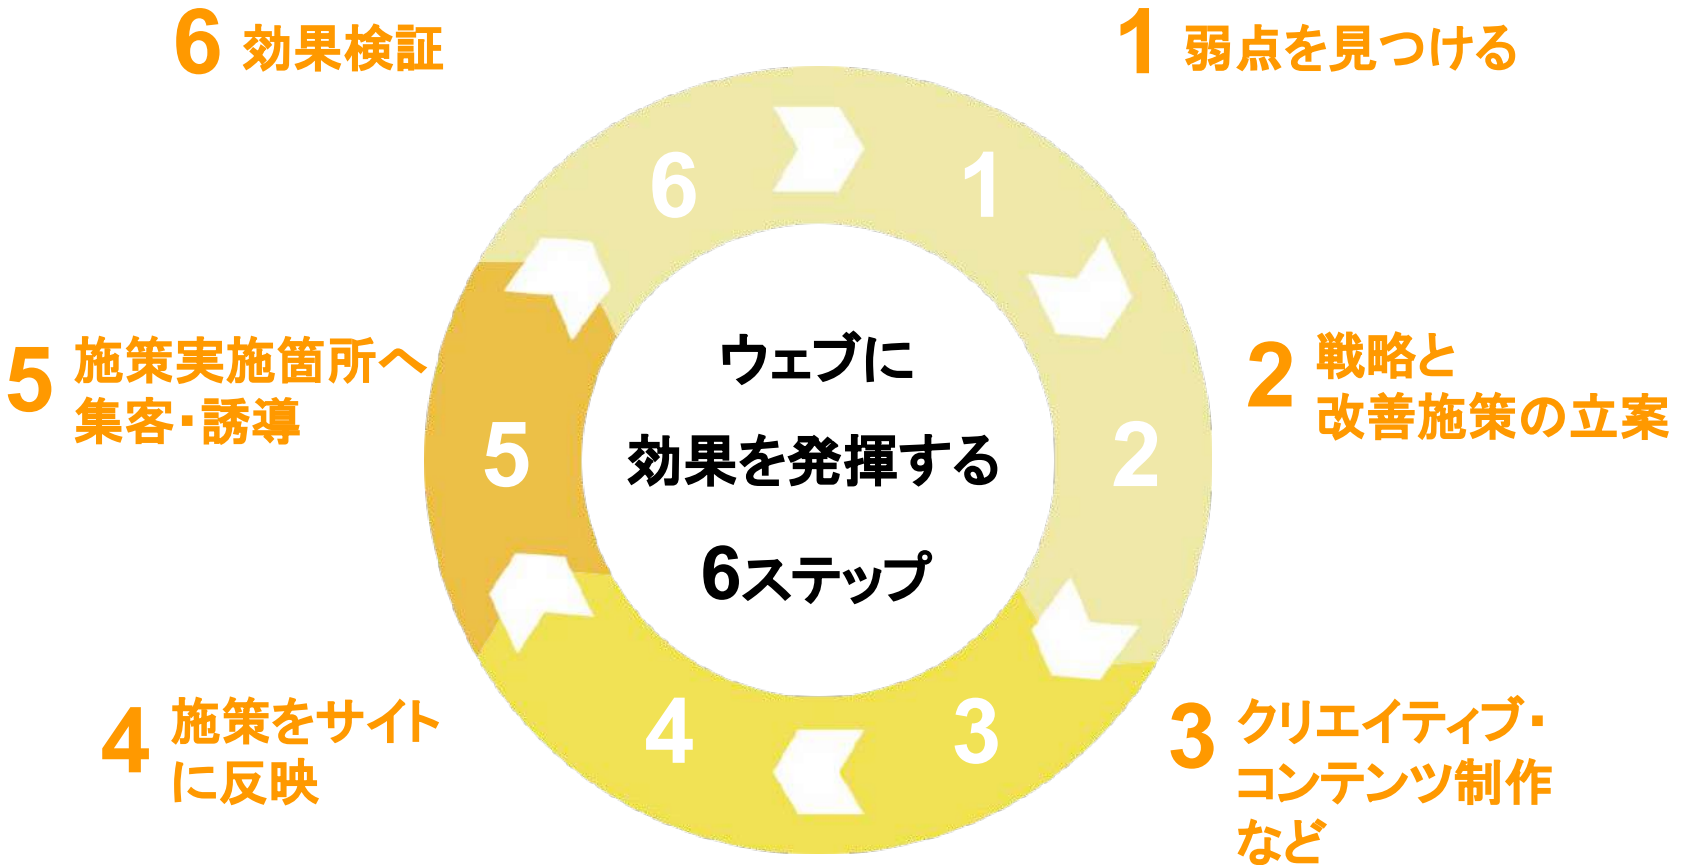 6 効果検証
1 弱点を見つける
6
1
5 施策実施箇所へ
集客・誘導
ウェブに
効果を発揮する
6ステップ
2 戦略と
改善施策の立案
5
2
4 施策をサイト
に反映
4
3
3 クリエイティブ・
コンテンツ制作
など